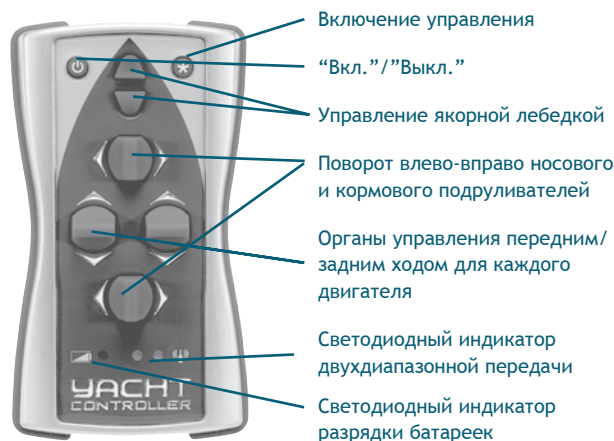 Включение управления
“Вкл.”/”Выкл.”
Управление якорной лебедкой
Поворот влево-вправо носового
и кормового подруливателей
Органы управления передним/
задним ходом для каждого
двигателя
Светодиодный индикатор
двухдиапазонной передачи
Светодиодный индикатор
разрядки батареек
YACHT
CONTROLLER